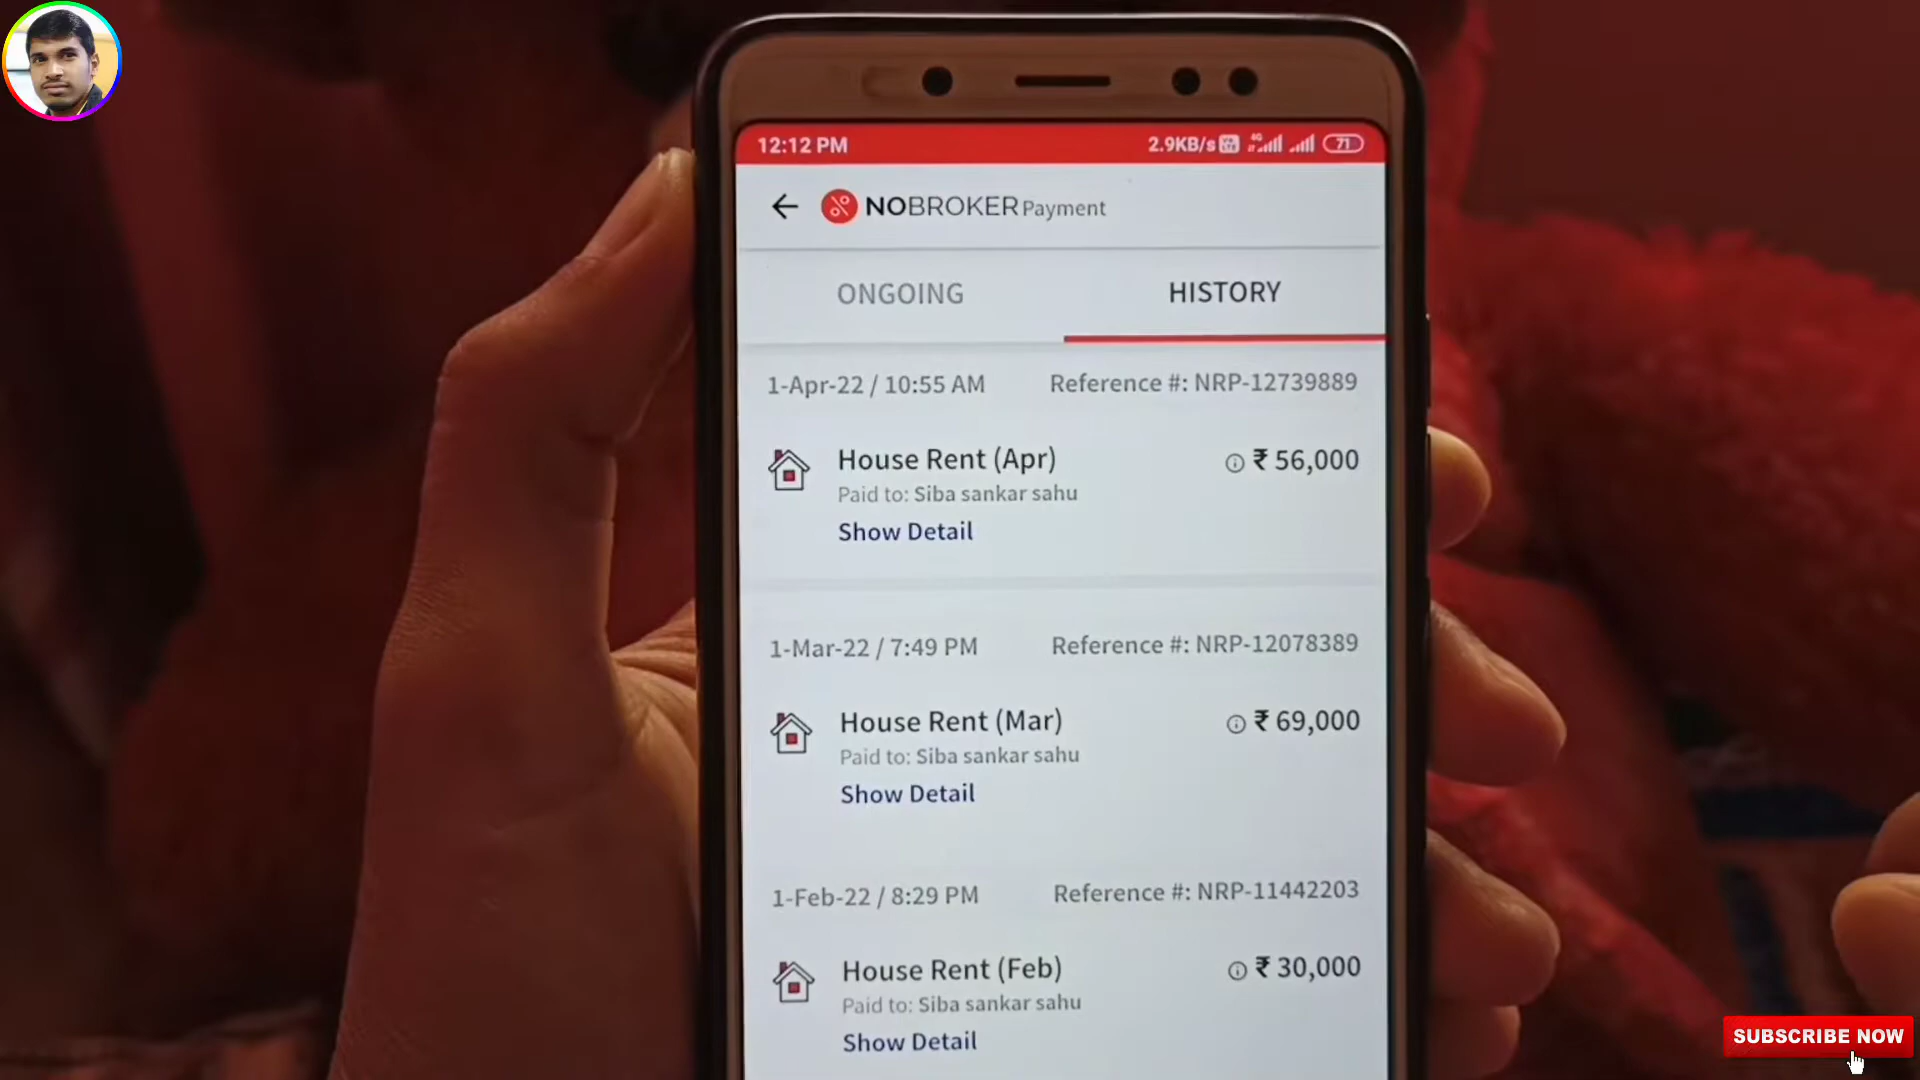 12:12 PM 2.9KB/s 4G 71
NOBROKER Payment
ONGOING HISTORY
1-Apr-22 / 10:55 AM Reference #: NRP-12739889
House Rent (Apr) ₹ 56,000
Paid to: Siba sankar sahu
Show Detail
1-Mar-22 / 7:49 PM Reference #: NRP-12078389
House Rent (Mar) ₹ 69,000
Paid to: Siba sankar sahu
Show Detail
1-Feb-22 / 8:29 PM Reference #: NRP-11442203
House Rent (Feb) ₹ 30,000
Paid to: Siba sankar sahu
Show Detail
SUBSCRIBE NOW